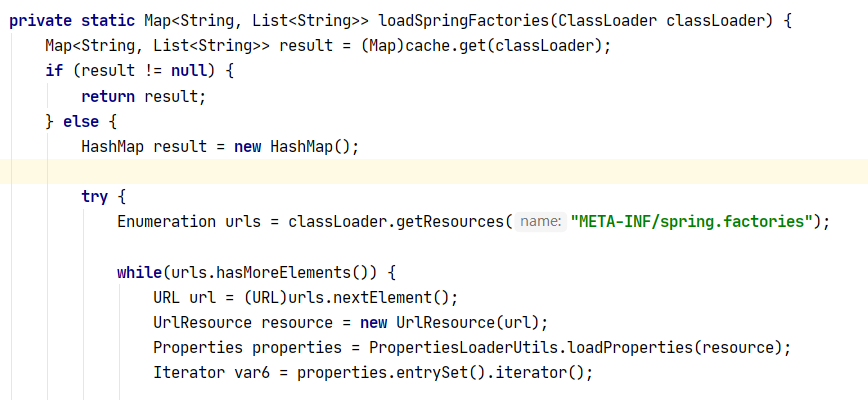 private static Map<String, List<String>> loadSpringFactories(ClassLoader classLoader) {
Map<String, List<String>> result = (Map)cache.get(classLoader);
if (result != null) {
return result;
} else {
HashMap result = new HashMap();
try {
Enumeration urls = classLoader.getResources( name: "META-INF/spring.factories");
while(urls.hasMoreElements()) {
URL url = (URL)urls.nextElement();
UrlResource resource = new UrlResource(url);
Properties properties = PropertiesLoaderUtils.loadProperties(resource);
Iterator var6 = properties.entrySet().iterator();